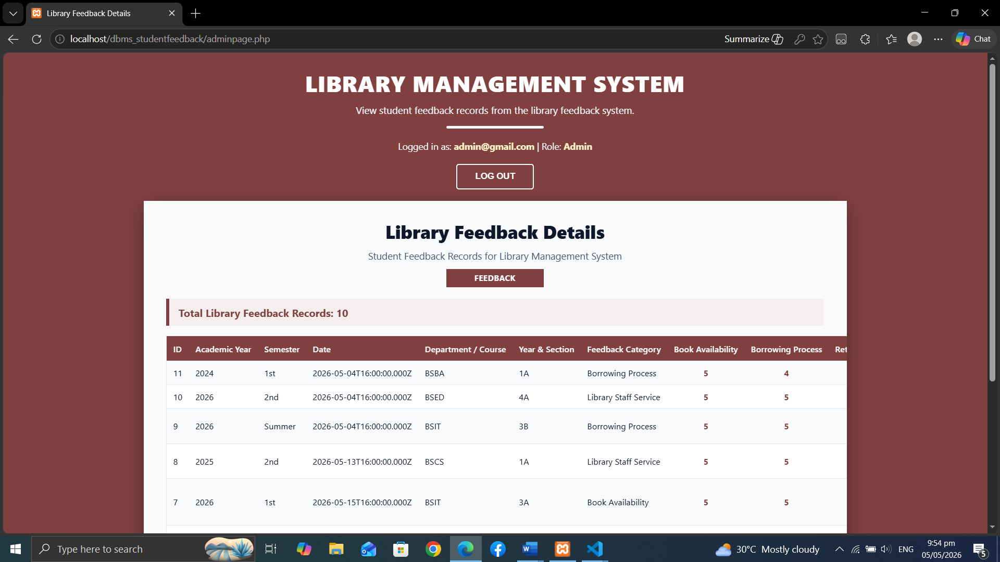 Library Feedback Details
localhost/dbms_studentfeedback/adminpage.php
Summarize
Chat
LIBRARY MANAGEMENT SYSTEM
View student feedback records from the library feedback system.
Logged in as: admin@gmail.com | Role: Admin
LOG OUT
Library Feedback Details
Student Feedback Records for Library Management System
FEEDBACK
Total Library Feedback Records: 10
ID Academic Year Semester Date Department / Course Year & Section Feedback Category Book Availability Borrowing Process Ret
11 2024 1st 2026-05-04T16:00:00.000Z BSBA 1A Borrowing Process 5 4
10 2026 2nd 2026-05-04T16:00:00.000Z BSED 4A Library Staff Service 5 5
9 2026 Summer 2026-05-04T16:00:00.000Z BSIT 3B Borrowing Process 5 5
8 2025 2nd 2026-05-13T16:00:00.000Z BSCS 1A Library Staff Service 5 5
7 2026 1st 2026-05-15T16:00:00.000Z BSIT 3A Book Availability 5 5
Type here to search
30°C Mostly cloudy
ENG
9:54 pm
05/05/2026
5